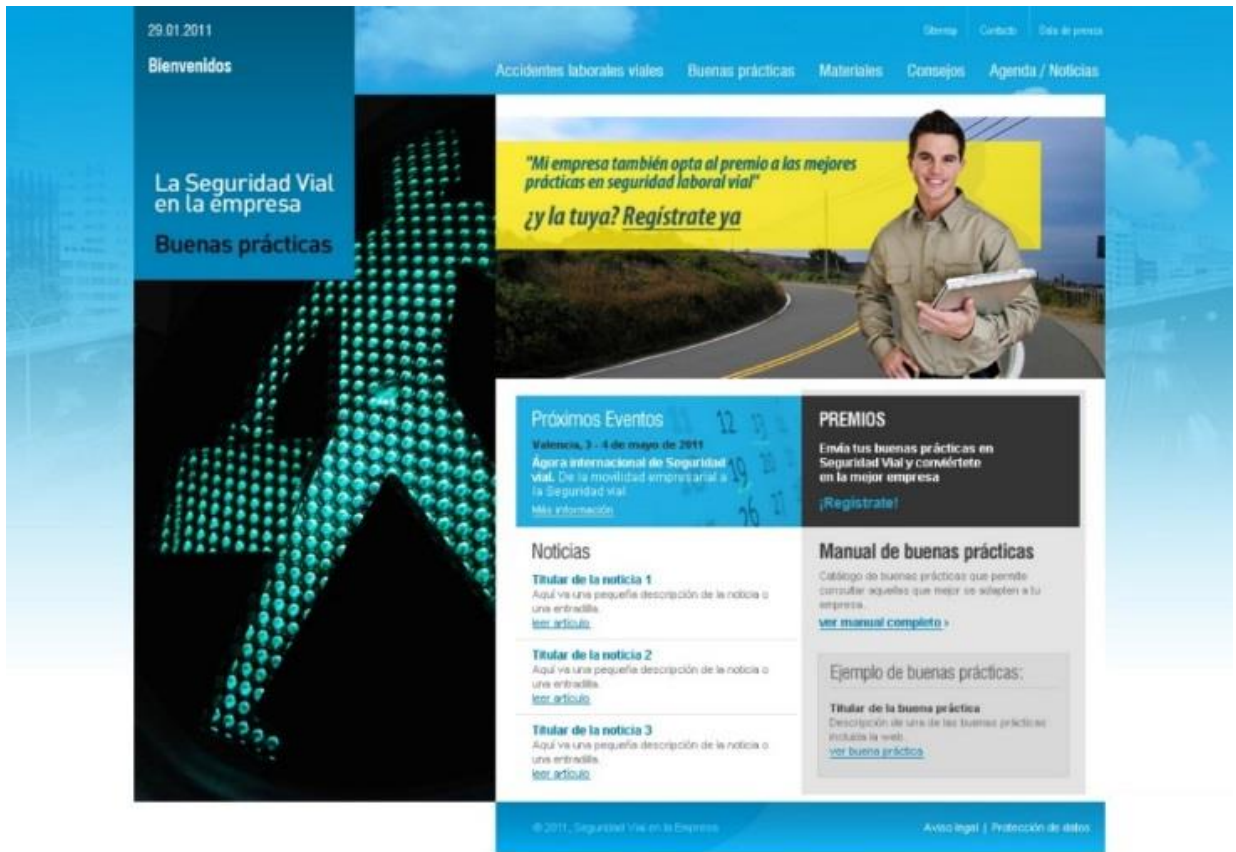 29.01.2011
Bienvenidos
Sitemap
Contacto
Sala de prensa
Accidentes laborales viales
Buenas prácticas
Materiales
Consejos
Agenda / Noticias
La Seguridad Vial
en la empresa
Buenas prácticas
"Mi empresa también opta al premio a las mejores
prácticas en seguridad laboral vial"
¿y la tuya? Regístrate ya
Próximos Eventos
Valencia, 3 - 4 de mayo de 2011
Ágora internacional de Seguridad
vial. De la movilidad empresarial a
la Seguridad vial
Más información
12
13
19
20
26
27
PREMIOS
Envía tus buenas prácticas en
Seguridad Vial y conviértete
en la mejor empresa
¡Regístrate!
Noticias
Titular de la noticia 1
Aquí va una pequeña descripción de la noticia o
una entradilla.
leer artículo
Titular de la noticia 2
Aquí va una pequeña descripción de la noticia o
una entradilla.
leer artículo
Titular de la noticia 3
Aquí va una pequeña descripción de la noticia o
una entradilla.
leer artículo
Manual de buenas prácticas
Catálogo de buenas prácticas que permite
consultar aquellas que mejor se adapten a tu
empresa.
ver manual completo ›
Ejemplo de buenas prácticas:
Titular de la buena práctica
Descripción de una de las buenas prácticas
incluida la web.
ver buena práctica
© 2011, Seguridad Vial en la Empresa
Aviso legal | Protección de datos